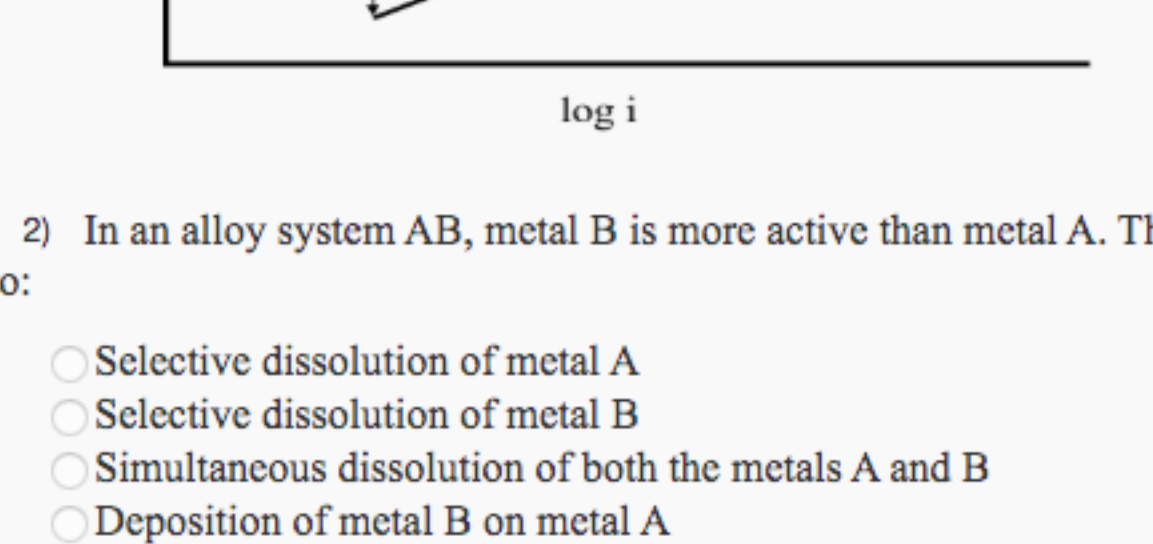 log i
2) In an alloy system AB, metal B is more active than metal A.
o:
Selective dissolution of metal A
Selective dissolution of metal B
Simultaneous dissolution of both the metals A and B
Deposition of metal B on metal A